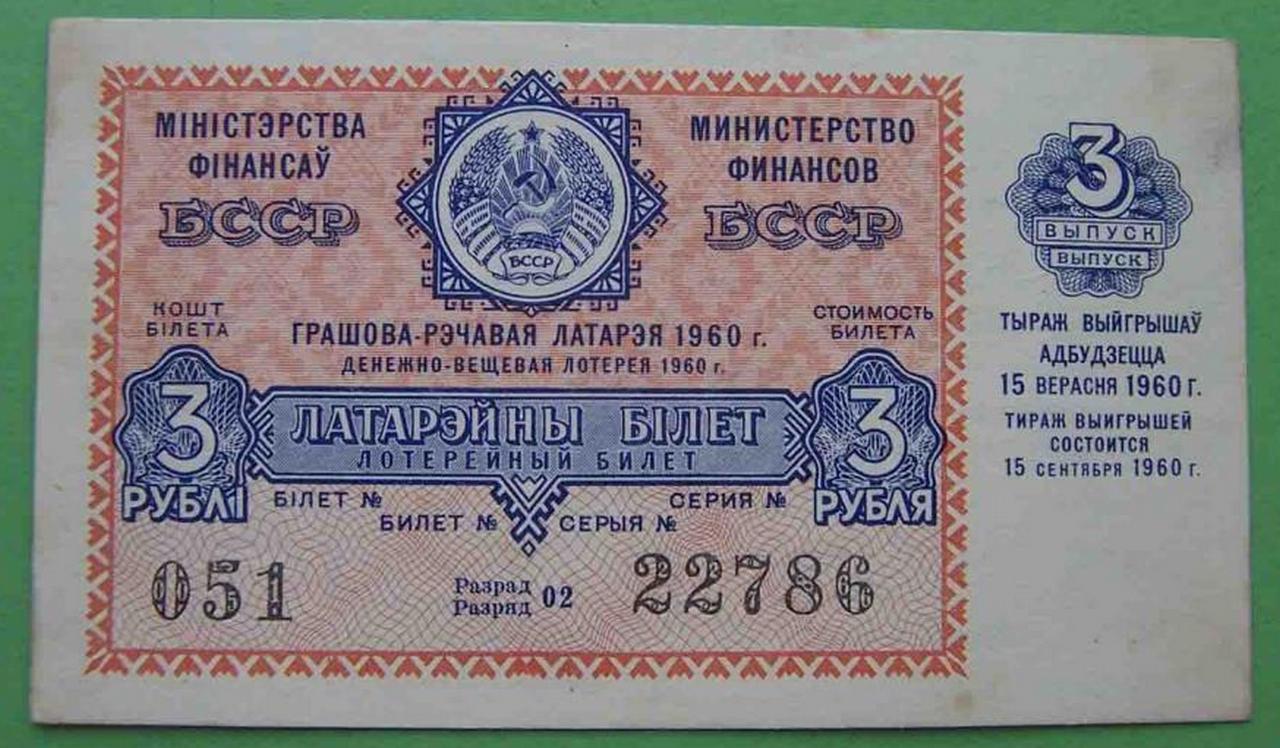 МІНІСТЭРСТВА
ФІНАНСАЎ
БССР
БССР
МИНИСТЕРСТВО
ФИНАНСОВ
БССР
КОШТ
БІЛЕТА
СТОИМОСТЬ
БИЛЕТА
ГРАШОВА-РЭЧАВАЯ ЛАТАРЭЯ 1960 г.
ДЕНЕЖНО-ВЕЩЕВАЯ ЛОТЕРЕЯ 1960 г.
3
РУБЛІ
ЛАТАРЭЙНЫ БІЛЕТ
ЛОТЕРЕЙНЫЙ БИЛЕТ
3
РУБЛЯ
БІЛЕТ № СЕРИЯ №
БИЛЕТ № СЕРЫЯ №
051
Разрад
Разряд 02
22786
3
ВЫПУСК
ВЫПУСК
ТЫРАЖ ВЫЙГРЫШАЎ
АДБУДЗЕЦЦА
15 ВЕРАСНЯ 1960 г.
ТИРАЖ ВЫИГРЫШЕЙ
СОСТОИТСЯ
15 СЕНТЯБРЯ 1960 г.